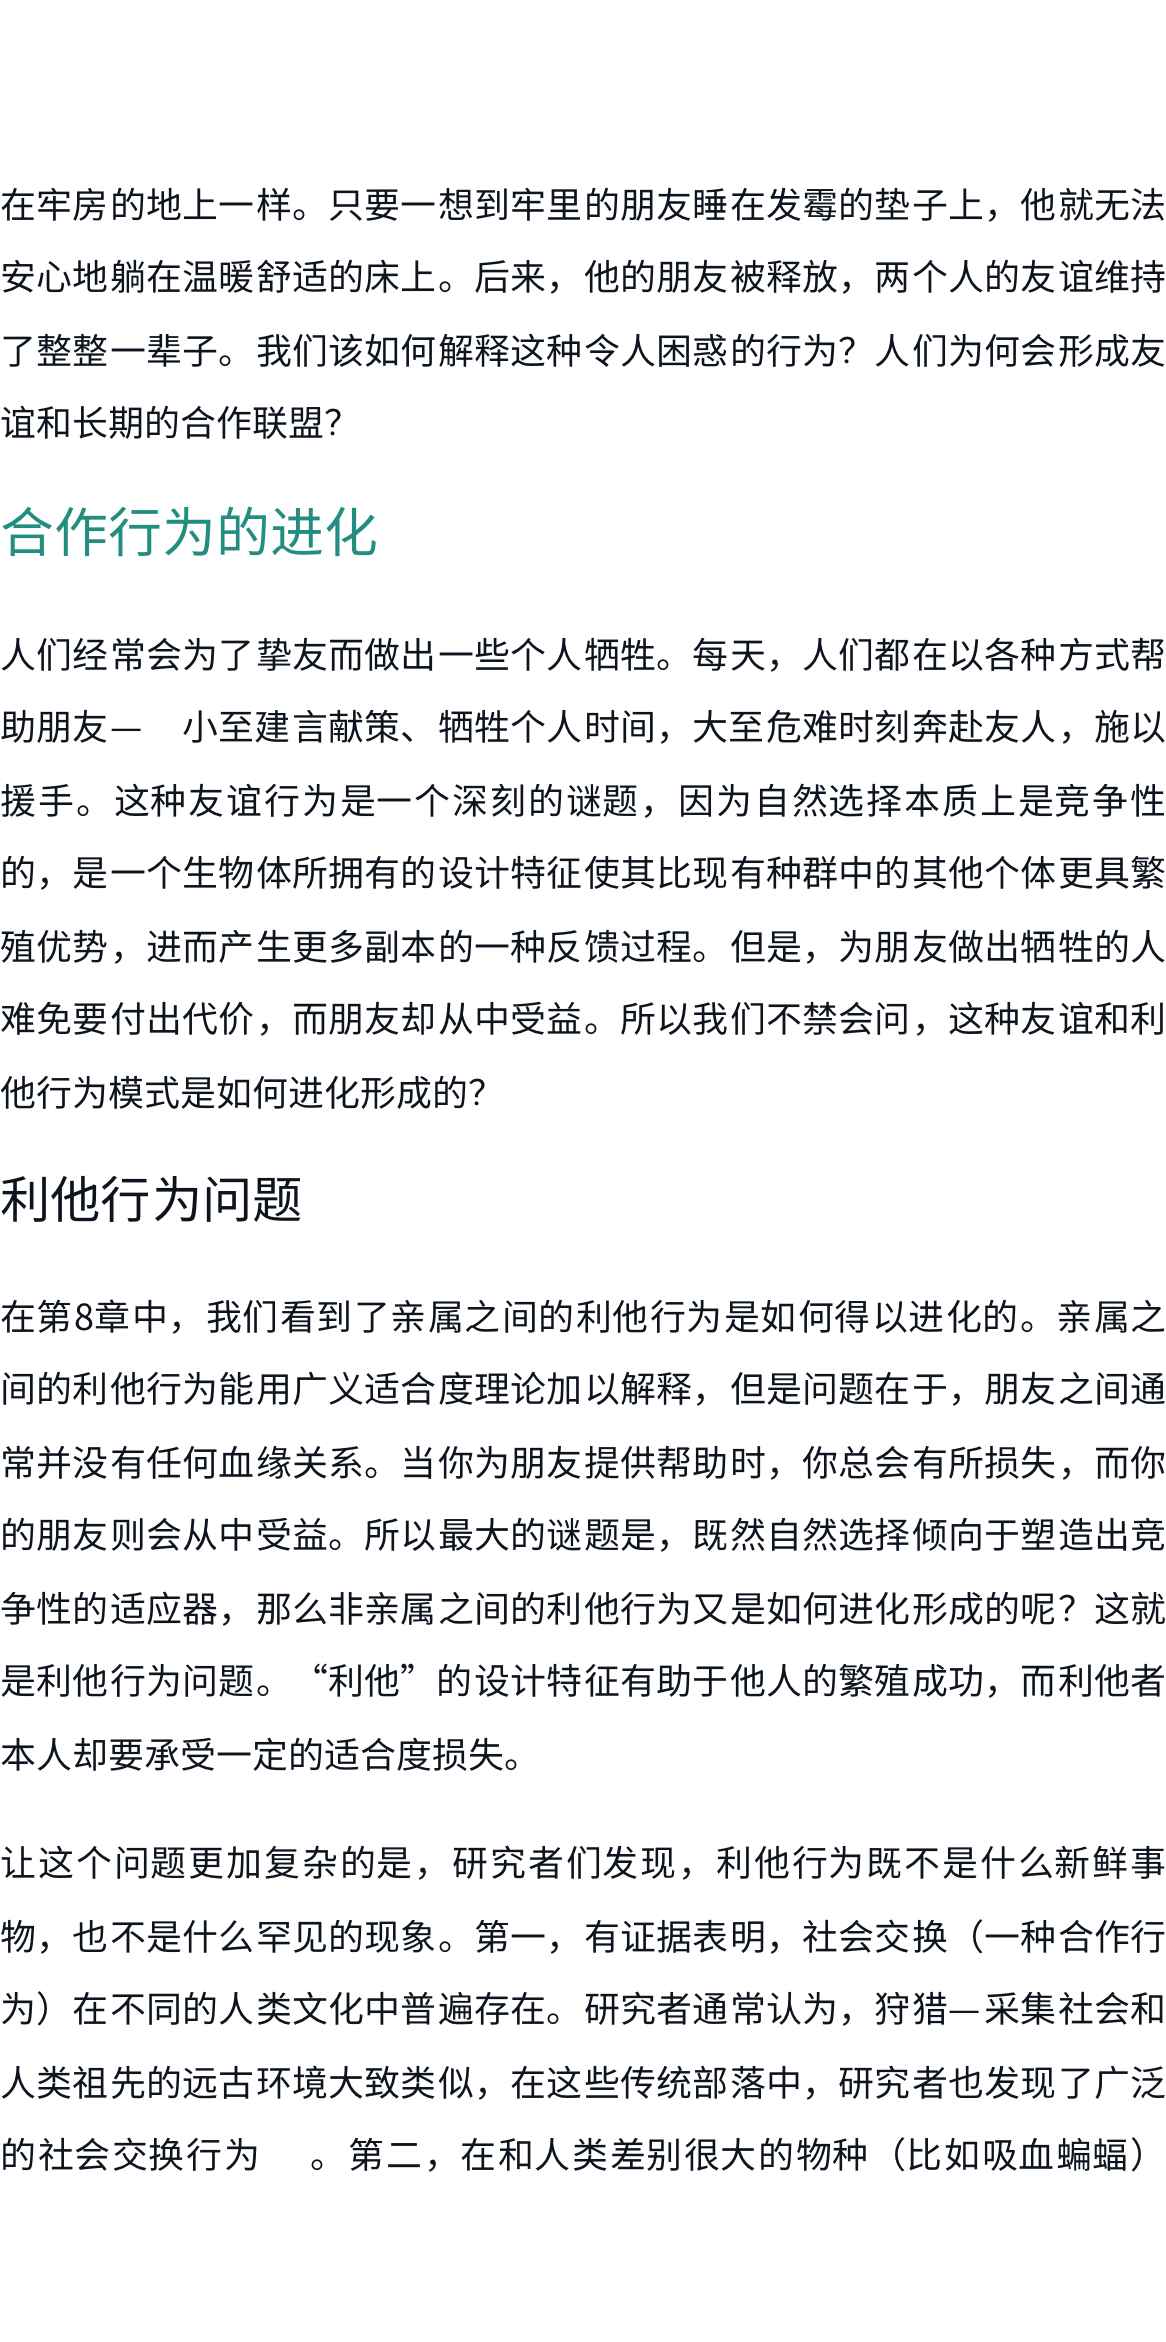 在牢房的地上一样。只要一想到牢里的朋友睡在发霉的垫子上，他就无法
安心地躺在温暖舒适的床上。后来，他的朋友被释放，两个人的友谊维持
了整整一辈子。我们该如何解释这种令人困惑的行为？人们为何会形成友
谊和长期的合作联盟？
合作行为的进化
人们经常会为了挚友而做出一些个人牺牲。每天，人们都在以各种方式帮
助朋友— 小至建言献策、牺牲个人时间，大至危难时刻奔赴友人，施以
援手。这种友谊行为是一个深刻的谜题，因为自然选择本质上是竞争性
的，是一个生物体所拥有的设计特征使其比现有种群中的其他个体更具繁
殖优势，进而产生更多副本的一种反馈过程。但是，为朋友做出牺牲的人
难免要付出代价，而朋友却从中受益。所以我们不禁会问，这种友谊和利
他行为模式是如何进化形成的？
利他行为问题
在第8章中，我们看到了亲属之间的利他行为是如何得以进化的。亲属之
间的利他行为能用广义适合度理论加以解释，但是问题在于，朋友之间通
常并没有任何血缘关系。当你为朋友提供帮助时，你总会有所损失，而你
的朋友则会从中受益。所以最大的谜题是，既然自然选择倾向于塑造出竞
争性的适应器，那么非亲属之间的利他行为又是如何进化形成的呢？这就
是利他行为问题。“利他”的设计特征有助于他人的繁殖成功，而利他者
本人却要承受一定的适合度损失。
让这个问题更加复杂的是，研究者们发现，利他行为既不是什么新鲜事
物，也不是什么罕见的现象。第一，有证据表明，社会交换（一种合作行
为）在不同的人类文化中普遍存在。研究者通常认为，狩猎—采集社会和
人类祖先的远古环境大致类似，在这些传统部落中，研究者也发现了广泛
的社会交换行为 。第二，在和人类差别很大的物种（比如吸血蝙蝠）